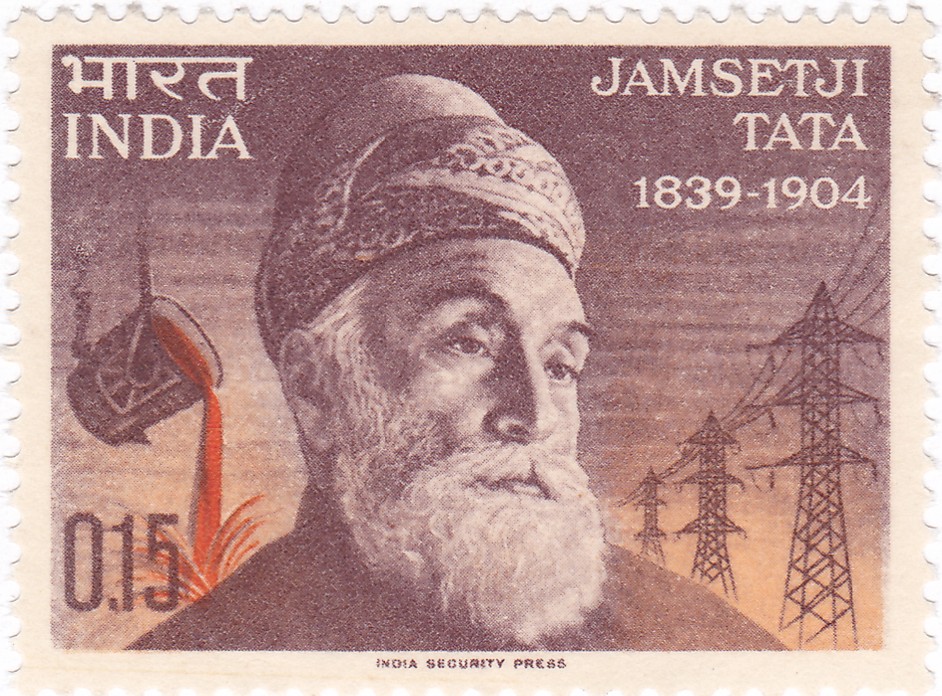 भारत
INDIA
JAMSETJI
TATA
1839-1904
0.15
INDIA SECURITY PRESS